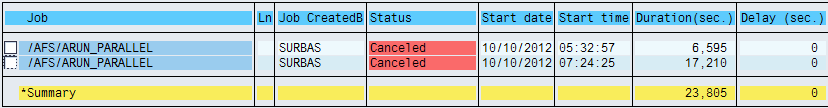 Job Ln Job CreatedB Status Start date Start time Duration(sec.) Delay (sec.)
/AFS/ARUN_PARALLEL SURBAS Canceled 10/10/2012 05:32:57 6,595 0
/AFS/ARUN_PARALLEL SURBAS Canceled 10/10/2012 07:24:25 17,210 0
*Summary 23,805 0